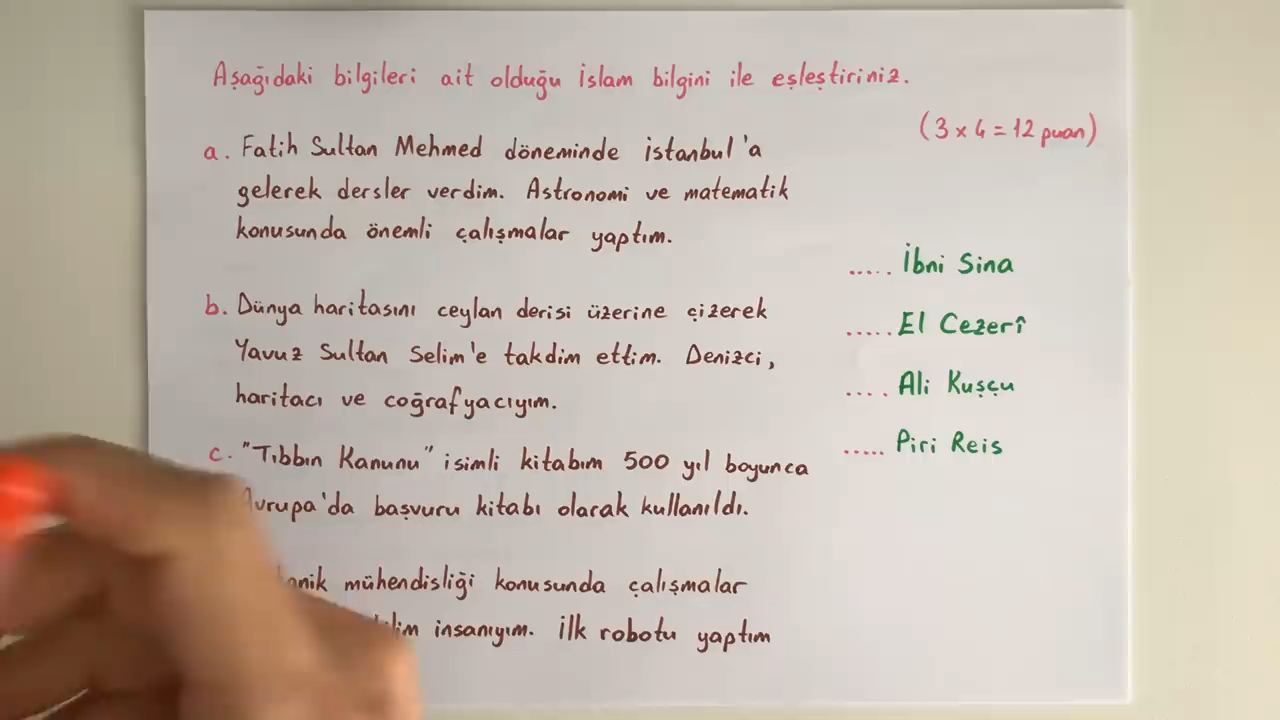 Aşağıdaki bilgileri ait olduğu İslam bilgini ile eşleştiriniz.
(3 x 4 = 12 puan)
a. Fatih Sultan Mehmed döneminde İstanbul'a
gelerek dersler verdim. Astronomi ve matematik
konusunda önemli çalışmalar yaptım.
b. Dünya haritasını ceylan derisi üzerine çizerek
Yavuz Sultan Selim'e takdim ettim. Denizci,
haritacı ve coğrafyacıyım.
c. "Tıbbın Kanunu" isimli kitabım 500 yıl boyunca
Avrupa'da başvuru kitabı olarak kullanıldı.
mühendisliği konusunda çalışmalar
insanıyım. İlk robotu yaptım
..... İbni Sina
..... El Cezerî
.... Ali Kuşçu
..... Piri Reis